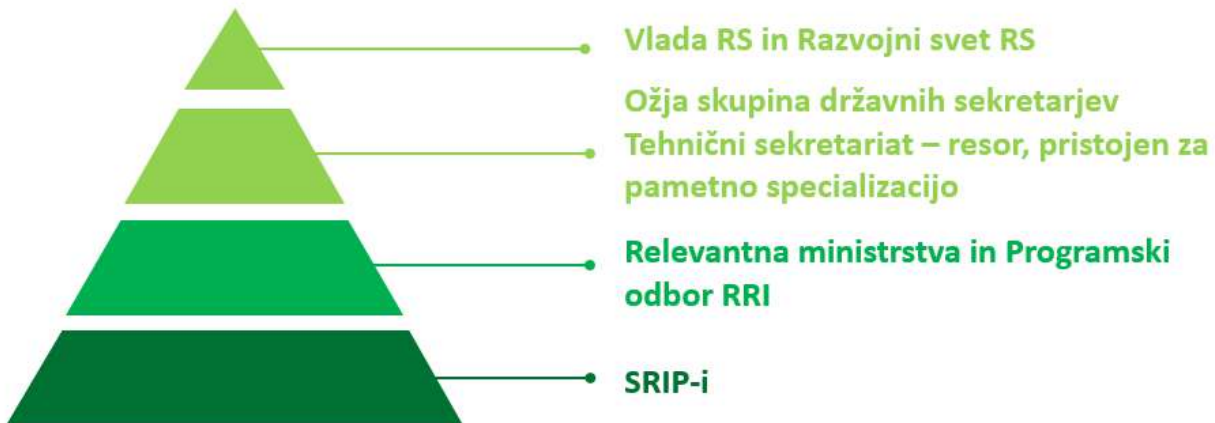 Vlada RS in Razvojni svet RS
Ožja skupina državnih sekretarjev
Tehnični sekretariat – resor, pristojen za
pametno specializacijo
Relevantna ministrstva in Programski
odbor RRI
SRIP-i